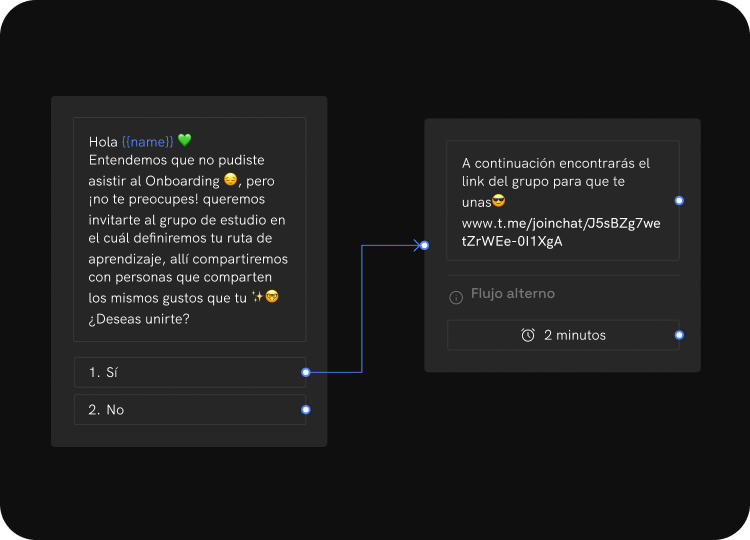 Hola {{name}} 💚
Entendemos que no pudiste
asistir al Onboarding 😔, pero
¡no te preocupes! queremos
invitarte al grupo de estudio en
el cuál definiremos tu ruta de
aprendizaje, allí compartiremos
con personas que comparten
los mismos gustos que tu ✨🤓
¿Deseas unirte?
1. Sí
2. No
A continuación encontrarás el
link del grupo para que te
unas😎
www.t.me/joinchat/J5sBZg7we
tZrWEe-0I1XgA
Flujo alterno
2 minutos